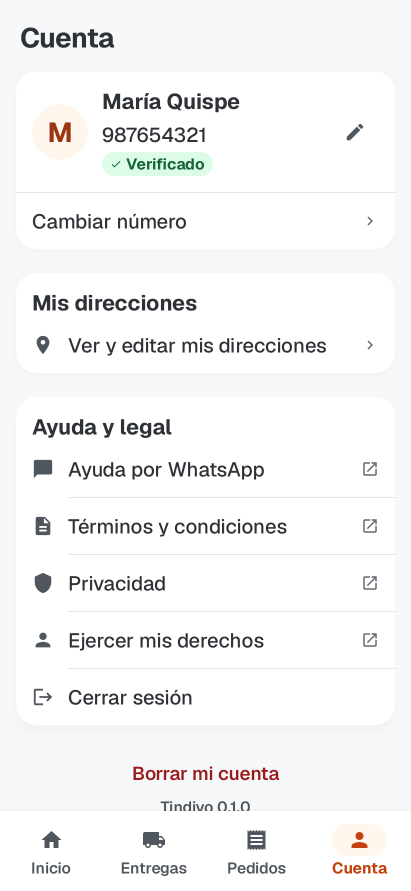 Cuenta
M
María Quispe
987654321
Verificado
Cambiar número
Mis direcciones
Ver y editar mis direcciones
Ayuda y legal
Ayuda por WhatsApp
Términos y condiciones
Privacidad
Ejercer mis derechos
Cerrar sesión
Borrar mi cuenta
Tindivo 0.1.0
Inicio
Entregas
Pedidos
Cuenta